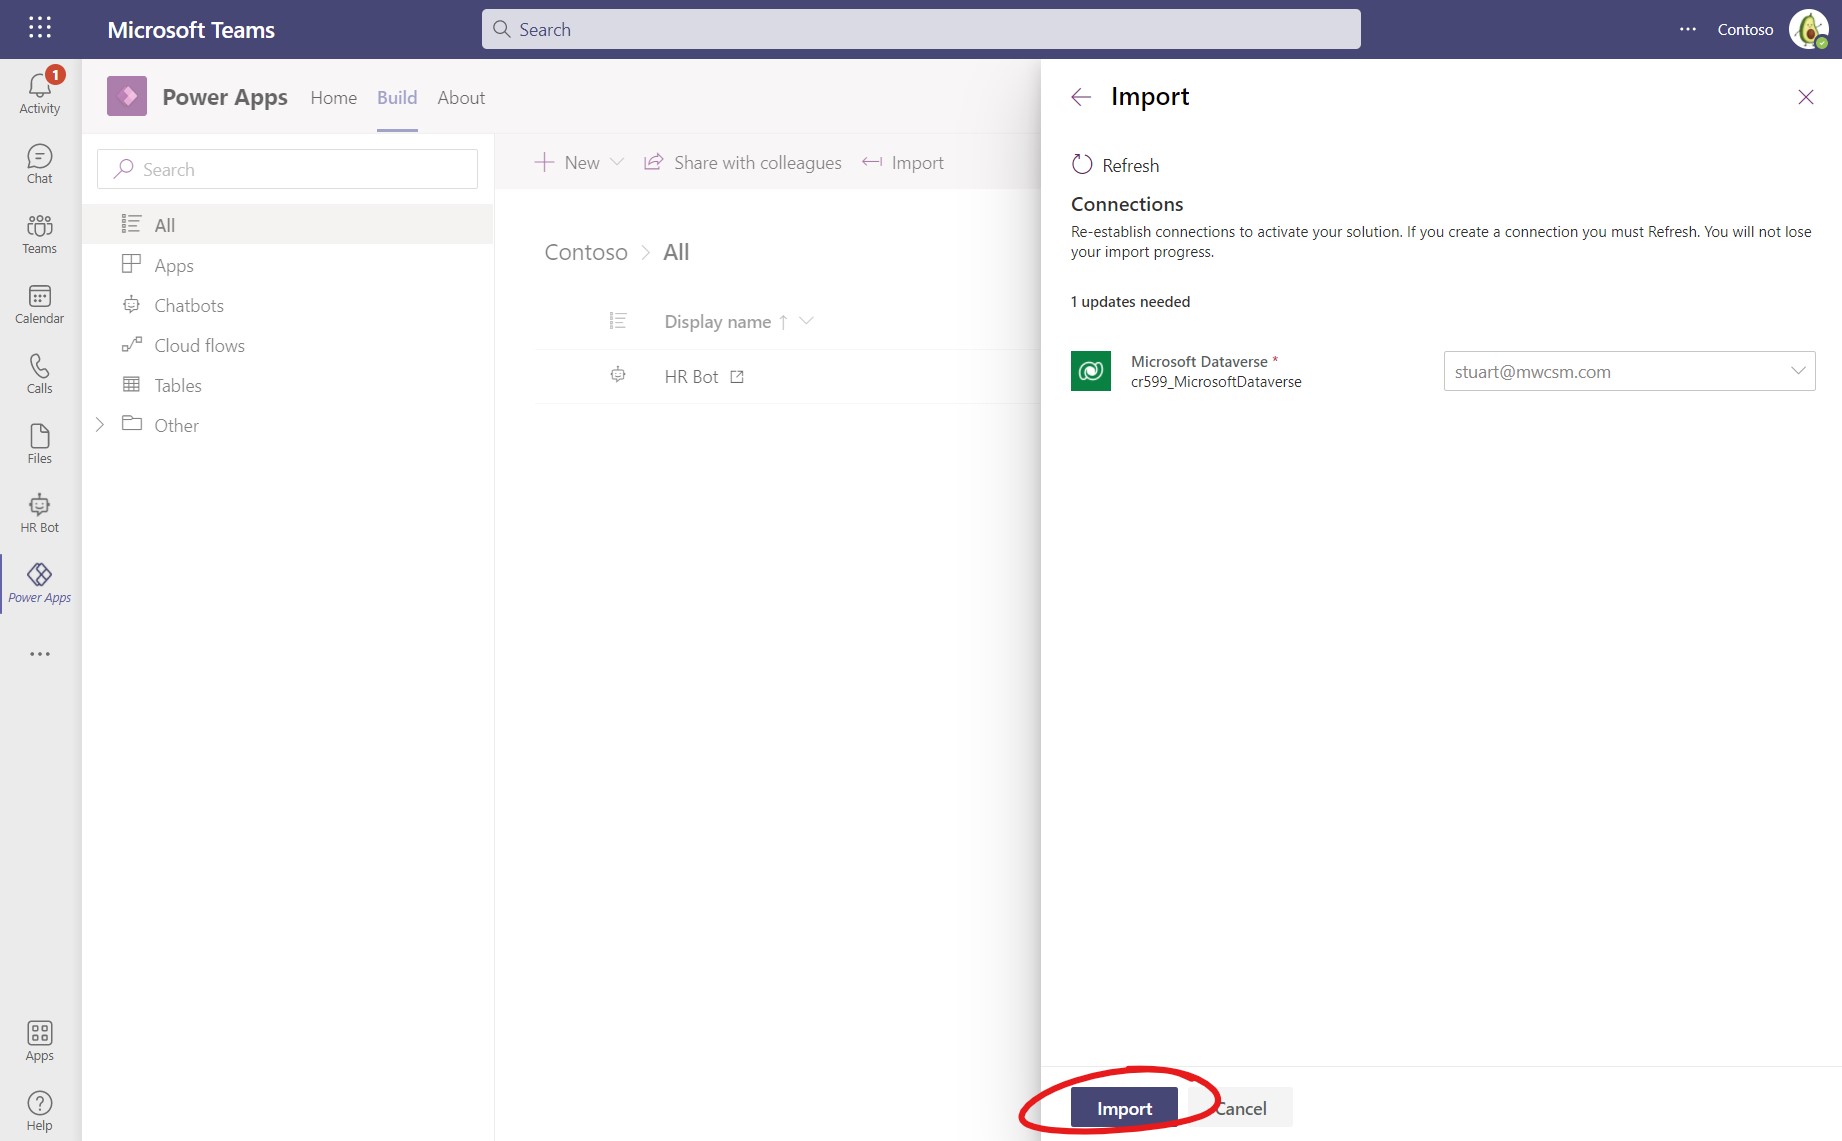 Microsoft Teams
Search
Contoso
1
Activity
Chat
Teams
Calendar
Calls
Files
HR Bot
Power Apps
Apps
Help
Power Apps Home Build About
Search
All
Apps
Chatbots
Cloud flows
Tables
Other
New Share with colleagues Import
Contoso > All
Display name ↑
HR Bot
Import
Refresh
Connections
Re-establish connections to activate your solution. If you create a connection you must Refresh. You will not lose
your import progress.
1 updates needed
Microsoft Dataverse *
cr599_MicrosoftDataverse
stuart@mwcsm.com
Import Cancel